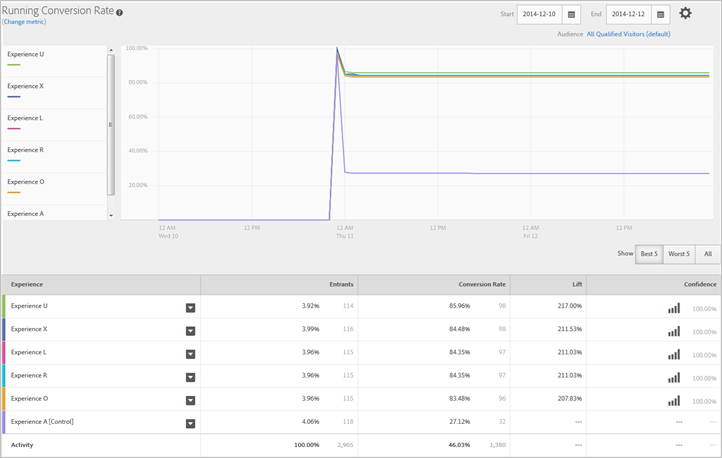 Running Conversion Rate ?
(Change metric)
Start 2014-12-10 End 2014-12-12
Audience All Qualified Visitors (default)
Experience U
Experience X
Experience L
Experience R
Experience O
Experience A
100.00%
80.00%
60.00%
40.00%
20.00%
12 AM 12 PM 12 AM 12 PM 12 AM 12 PM
Wed 10 Thu 11 Fri 12
Show Best 5 Worst 5 All
Experience Entrants Conversion Rate Lift Confidence
Experience U 3.92% 114 85.96% 98 217.00% 100.00%
Experience X 3.99% 116 84.48% 98 211.53% 100.00%
Experience L 3.96% 115 84.35% 97 211.03% 100.00%
Experience R 3.96% 115 84.35% 97 211.03% 100.00%
Experience O 3.96% 115 83.48% 96 207.83% 100.00%
Experience A [Control] 4.06% 118 27.12% 32 --- --- ---
Activity 100.00% 2,905 46.03% 1,380 --- --- ---